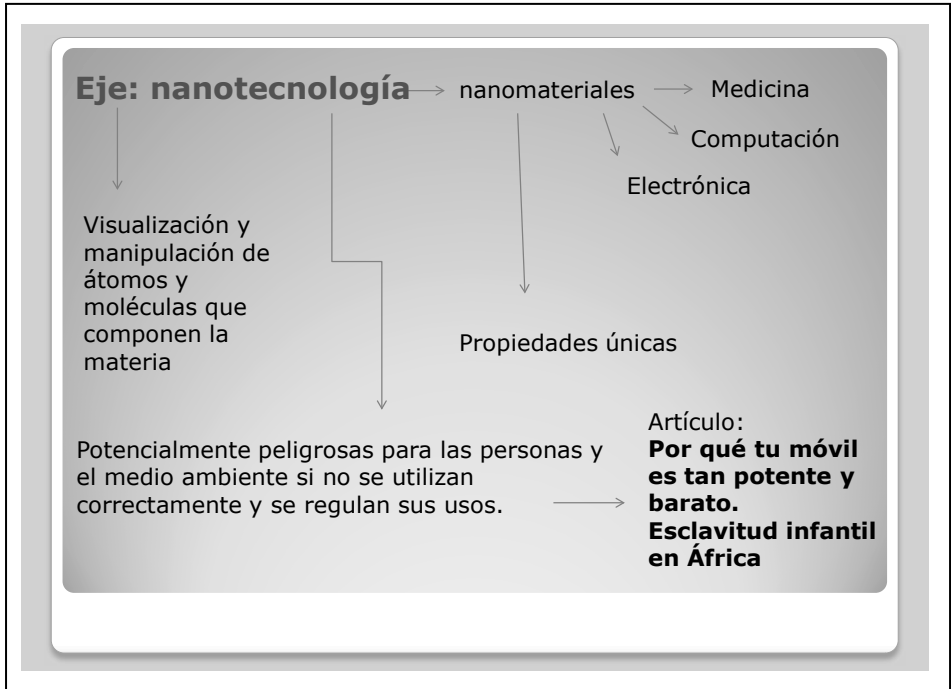 Eje: nanotecnología
nanomateriales
Medicina
Computación
Electrónica
Visualización y
manipulación de
átomos y
moléculas que
componen la
materia
Propiedades únicas
Potencialmente peligrosas para las personas y
el medio ambiente si no se utilizan
correctamente y se regulan sus usos.
Artículo:
Por qué tu móvil
es tan potente y
barato.
Esclavitud infantil
en África